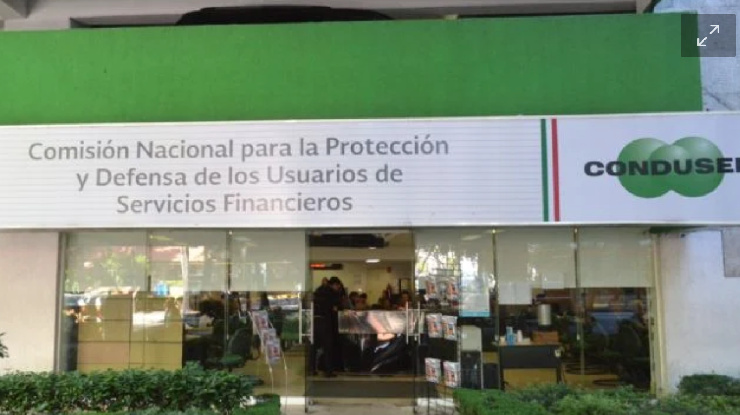 Comisión Nacional para la Protección
y Defensa de los Usuarios de
Servicios Financieros
CONDUSEF